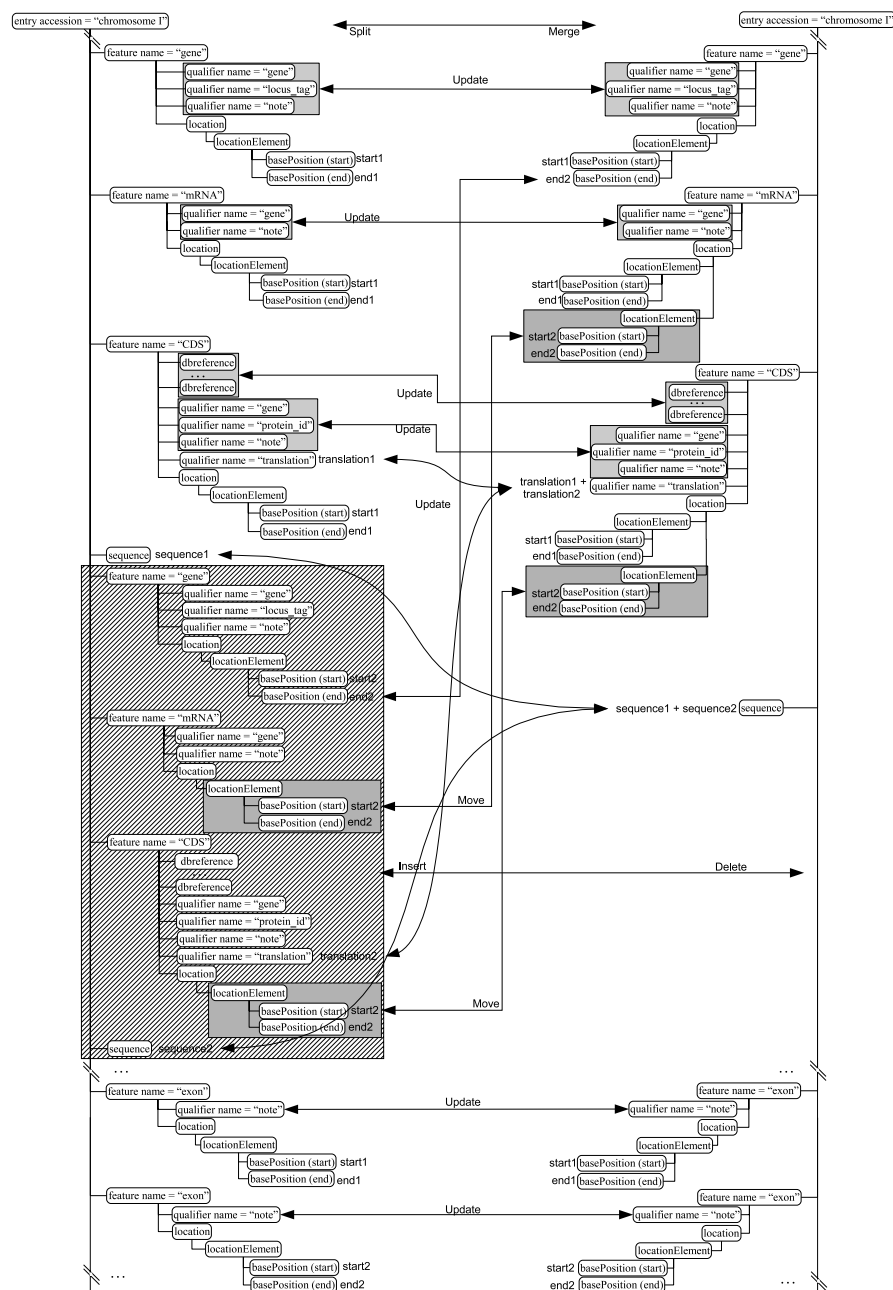 entry accession = “chromosome I”
Split
Merge
entry accession = “chromosome I”
feature name = “gene”
qualifier name = “gene”
qualifier name = “locus_tag”
qualifier name = “note”
location
locationElement
basePosition (start) start1
basePosition (end) end1
Update
feature name = “gene”
qualifier name = “gene”
qualifier name = “locus_tag”
qualifier name = “note”
location
locationElement
start1 basePosition (start)
end2 basePosition (end)
feature name = “mRNA”
qualifier name = “gene”
qualifier name = “note”
location
locationElement
basePosition (start) start1
basePosition (end) end1
Update
feature name = “mRNA”
qualifier name = “gene”
qualifier name = “note”
location
locationElement
start1 basePosition (start)
end1 basePosition (end)
locationElement
start2 basePosition (start)
end2 basePosition (end)
feature name = “CDS”
dbreference
...
dbreference
qualifier name = “gene”
qualifier name = “protein_id”
qualifier name = “note”
qualifier name = “translation” translation1
location
locationElement
basePosition (start) start1
basePosition (end) end1
Update
Update
Update
feature name = “CDS”
dbreference
...
dbreference
qualifier name = “gene”
qualifier name = “protein_id”
qualifier name = “note”
translation1 + qualifier name = “translation”
translation2
location
locationElement
start1 basePosition (start)
end1 basePosition (end)
locationElement
start2 basePosition (start)
end2 basePosition (end)
sequence sequence1
feature name = “gene”
qualifier name = “gene”
qualifier name = “locus_tag”
qualifier name = “note”
location
locationElement
basePosition (start) start2
basePosition (end) end2
sequence1 + sequence2 sequence
feature name = “mRNA”
qualifier name = “gene”
qualifier name = “note”
location
locationElement
basePosition (start) start2
basePosition (end) end2
Move
feature name = “CDS”
dbreference
...
dbreference
qualifier name = “gene”
qualifier name = “protein_id”
qualifier name = “note”
qualifier name = “translation” translation2
location
locationElement
basePosition (start) start2
basePosition (end) end2
Insert
Delete
Move
sequence sequence2
...
...
feature name = “exon”
qualifier name = “note”
location
locationElement
basePosition (start) start1
basePosition (end) end1
Update
feature name = “exon”
qualifier name = “note”
location
locationElement
start1 basePosition (start)
end1 basePosition (end)
feature name = “exon”
qualifier name = “note”
location
locationElement
basePosition (start) start2
basePosition (end) end2
...
Update
feature name = “exon”
qualifier name = “note”
location
locationElement
start2 basePosition (start)
end2 basePosition (end)
...